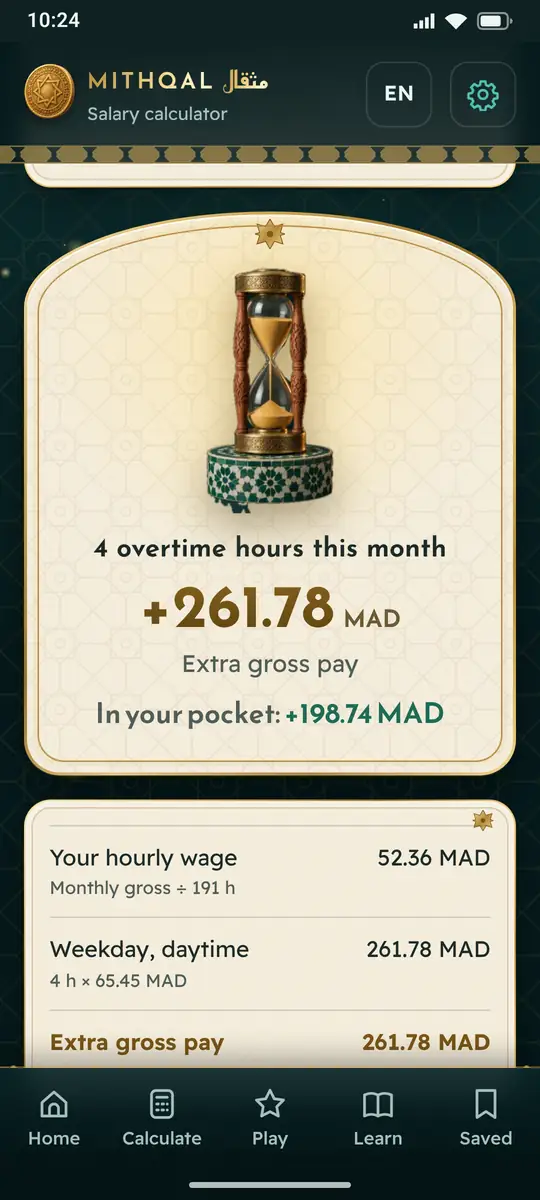 10:24
MITHQAL مثقال
Salary calculator
EN
4 overtime hours this month
+261.78 MAD
Extra gross pay
In your pocket: +198.74 MAD
Your hourly wage 52.36 MAD
Monthly gross ÷ 191 h
Weekday, daytime 261.78 MAD
4 h × 65.45 MAD
Extra gross pay 261.78 MAD
Home Calculate Play Learn Saved